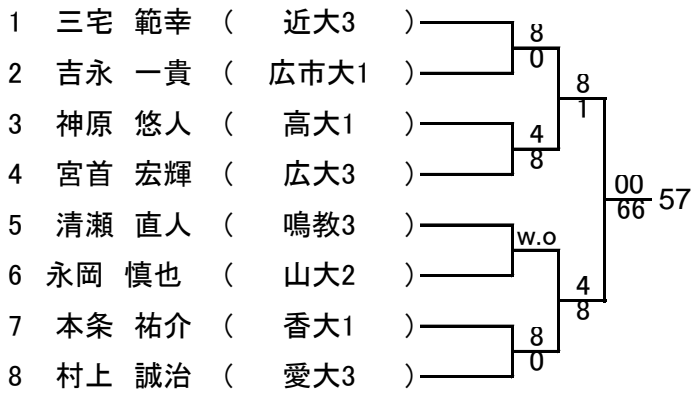 1 三宅 範幸 ( 近大3 )
8
0
2 吉永 一貴 ( 広市大1 )
8
1
3 神原 悠人 ( 高大1 )
4
8
4 宮首 宏輝 ( 広大3 )
00
66 57
5 清瀬 直人 ( 鳴教3 )
w.o
6 永岡 慎也 ( 山大2 )
4
8
7 本条 祐介 ( 香大1 )
8
0
8 村上 誠治 ( 愛大3 )